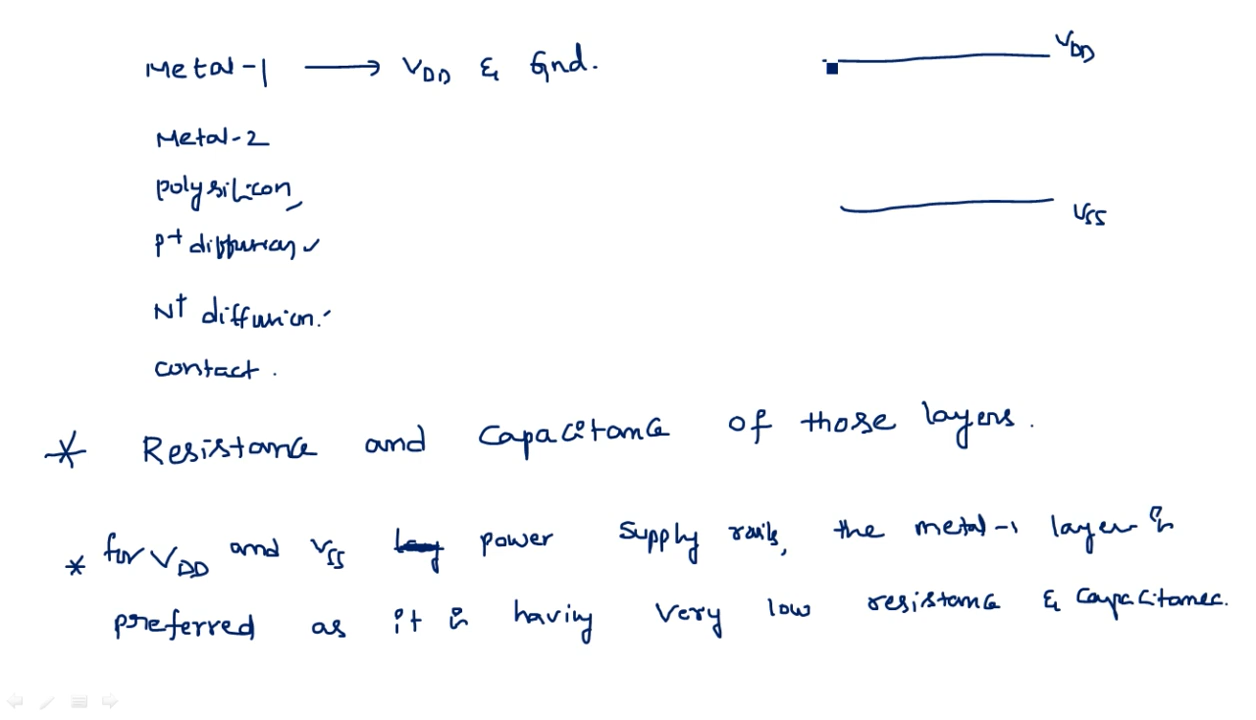 Metal-1 → VDD & Gnd.
VDD
Metal-2
polysilicon,
VSS
P+ diffusion ✓
N+ diffusion.
contact.
* Resistance and Capacitance of those layers.
* for VDD and VSS power supply rails, the metal-1 layer is
preferred as it is having very low resistance & Capacitance.